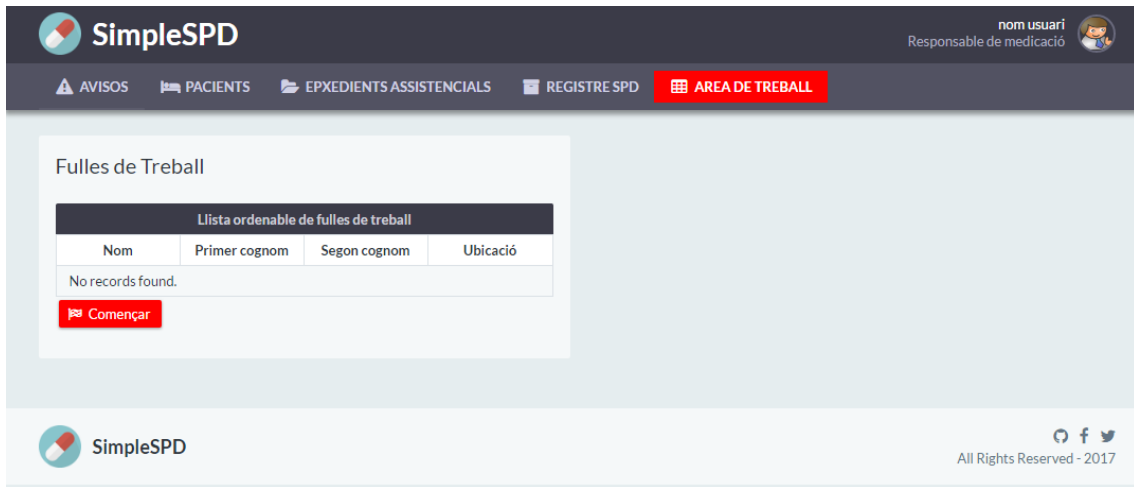 SimpleSPD
nom usuari
Responsable de medicació
AVISOS PACIENTS EPXEDIENTS ASSISTENCIALS REGISTRE SPD AREA DE TREBALL
Fulles de Treball
Llista ordenable de fulles de treball
Nom Primer cognom Segon cognom Ubicació
No records found.
Començar
SimpleSPD
All Rights Reserved - 2017